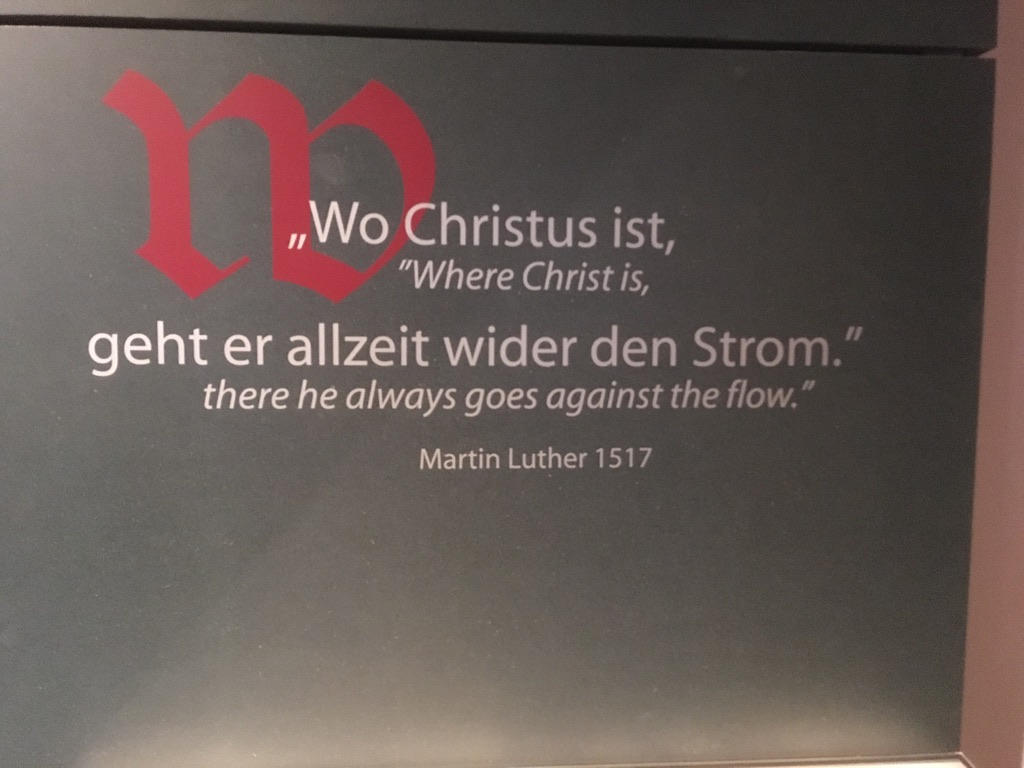 W
„Wo Christus ist,
"Where Christ is,
geht er allzeit wider den Strom."
there he always goes against the flow."
Martin Luther 1517